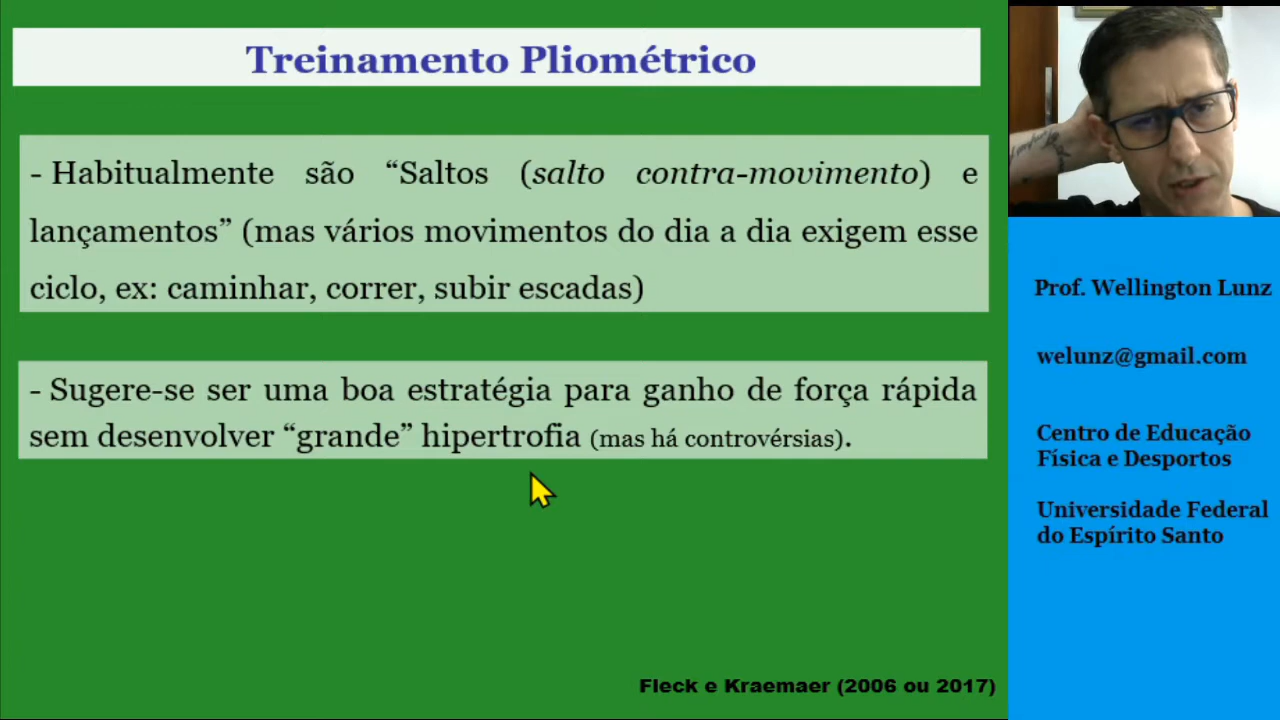 Treinamento Pliométrico
- Habitualmente são “Saltos (salto contra-movimento) e
lançamentos” (mas vários movimentos do dia a dia exigem esse
ciclo, ex: caminhar, correr, subir escadas)
- Sugere-se ser uma boa estratégia para ganho de força rápida
sem desenvolver “grande” hipertrofia (mas há controvérsias).
Fleck e Kraemaer (2006 ou 2017)
Prof. Wellington Lunz
welunz@gmail.com
Centro de Educação
Física e Desportos
Universidade Federal
do Espírito Santo